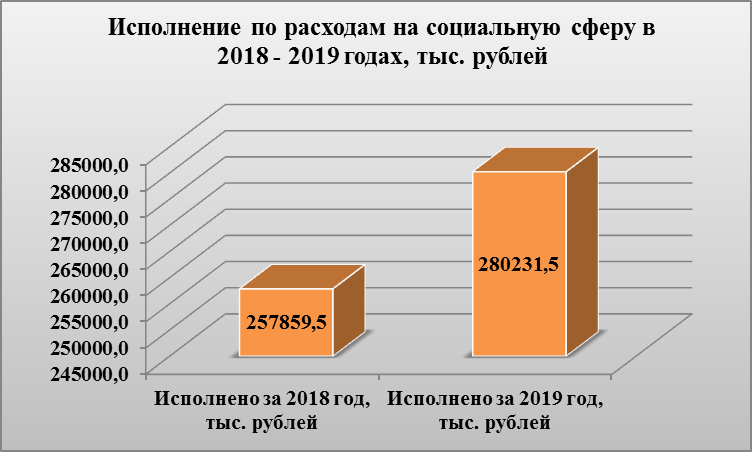 Исполнение по расходам на социальную сферу в
2018 - 2019 годах, тыс. рублей
285000,0
280000,0
275000,0
270000,0
265000,0
260000,0
255000,0
250000,0
245000,0
257859,5
280231,5
Исполнено за 2018 год,
тыс. рублей
Исполнено за 2019 год,
тыс. рублей